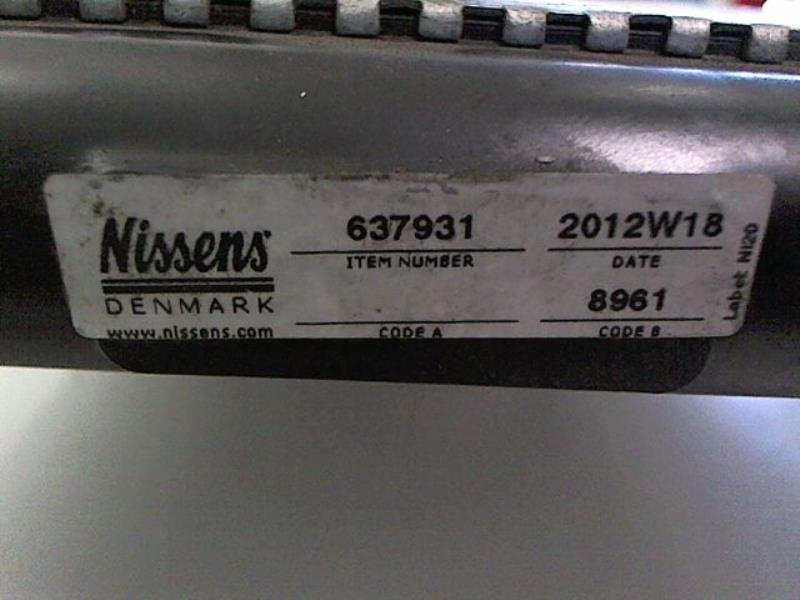 Nissens
DENMARK
www.nissens.com
637931
ITEM NUMBER
CODE A
2012W18
DATE
8961
CODE B
Label NI20